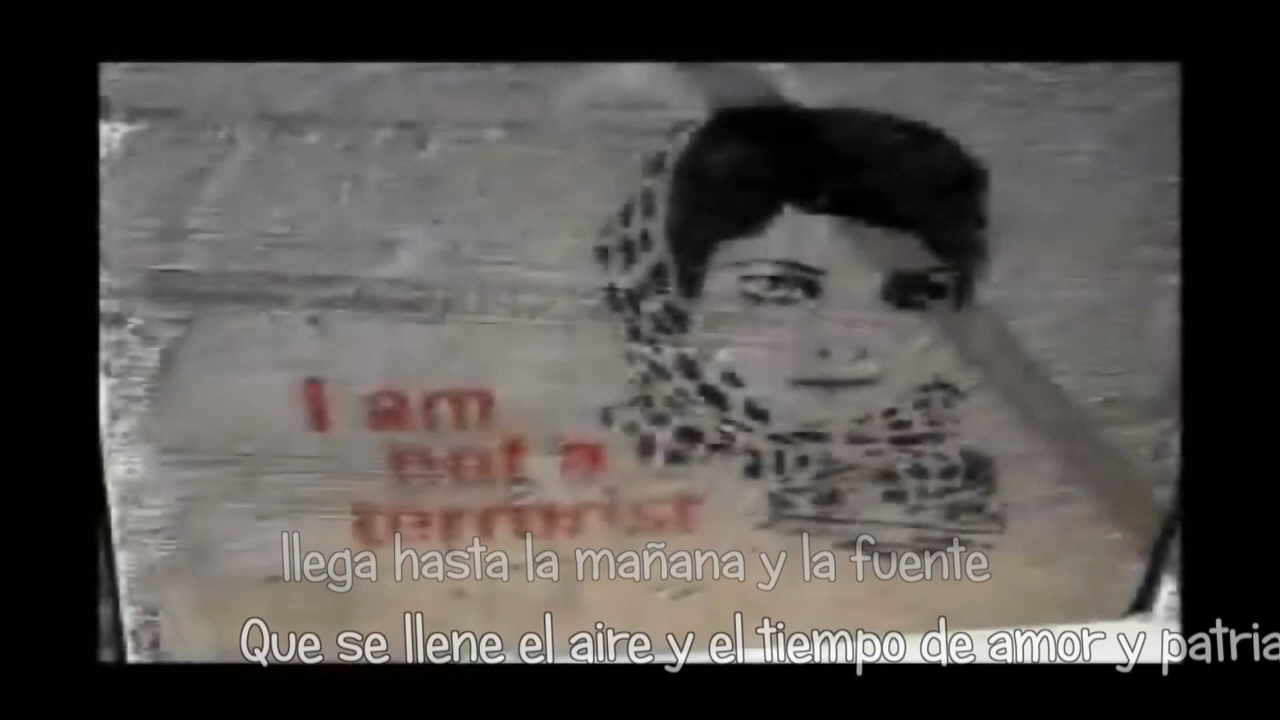 I am
not a
terrorist
llega hasta la mañana y la fuente
Que se llene el aire y el tiempo de amor y patria